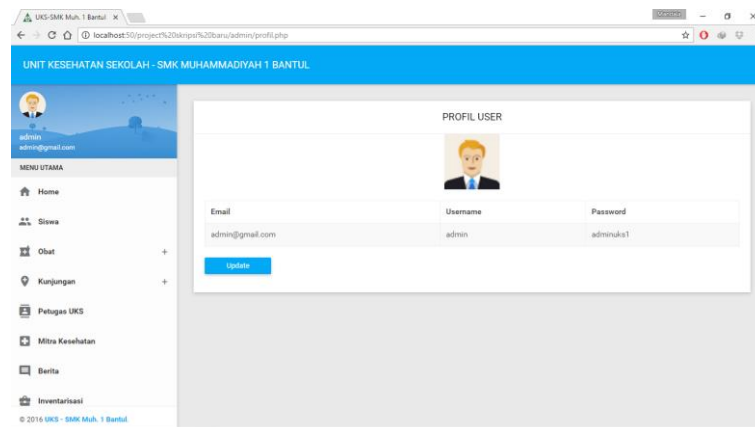 UKS-SMK Muh. 1 Bantul
localhost:50/project%20skripsi%20baru/admin/profil.php
UNIT KESEHATAN SEKOLAH - SMK MUHAMMADIYAH 1 BANTUL
admin
admin@gmail.com
MENU UTAMA
Home
Siswa
Obat +
Kunjungan +
Petugas UKS
Mitra Kesehatan
Berita
Inventarisasi
© 2016 UKS - SMK Muh. 1 Bantul.
PROFIL USER
Email Username Password
admin@gmail.com admin adminuks1
Update